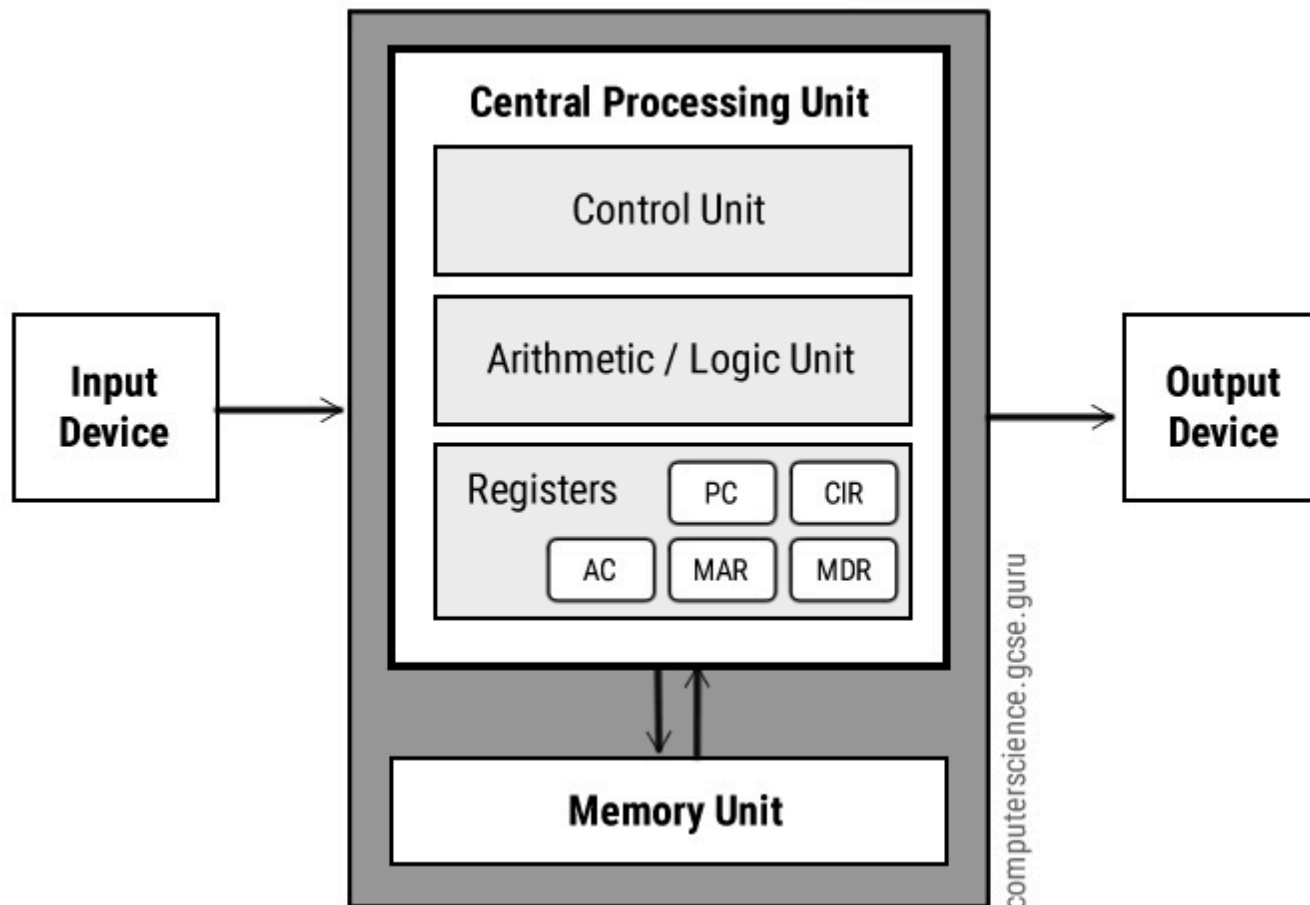 Central Processing Unit
Control Unit
Arithmetic / Logic Unit
Input
Device
Output
Device
Registers
PC
CIR
AC
MAR
MDR
Memory Unit
computerscience.gcse.guru